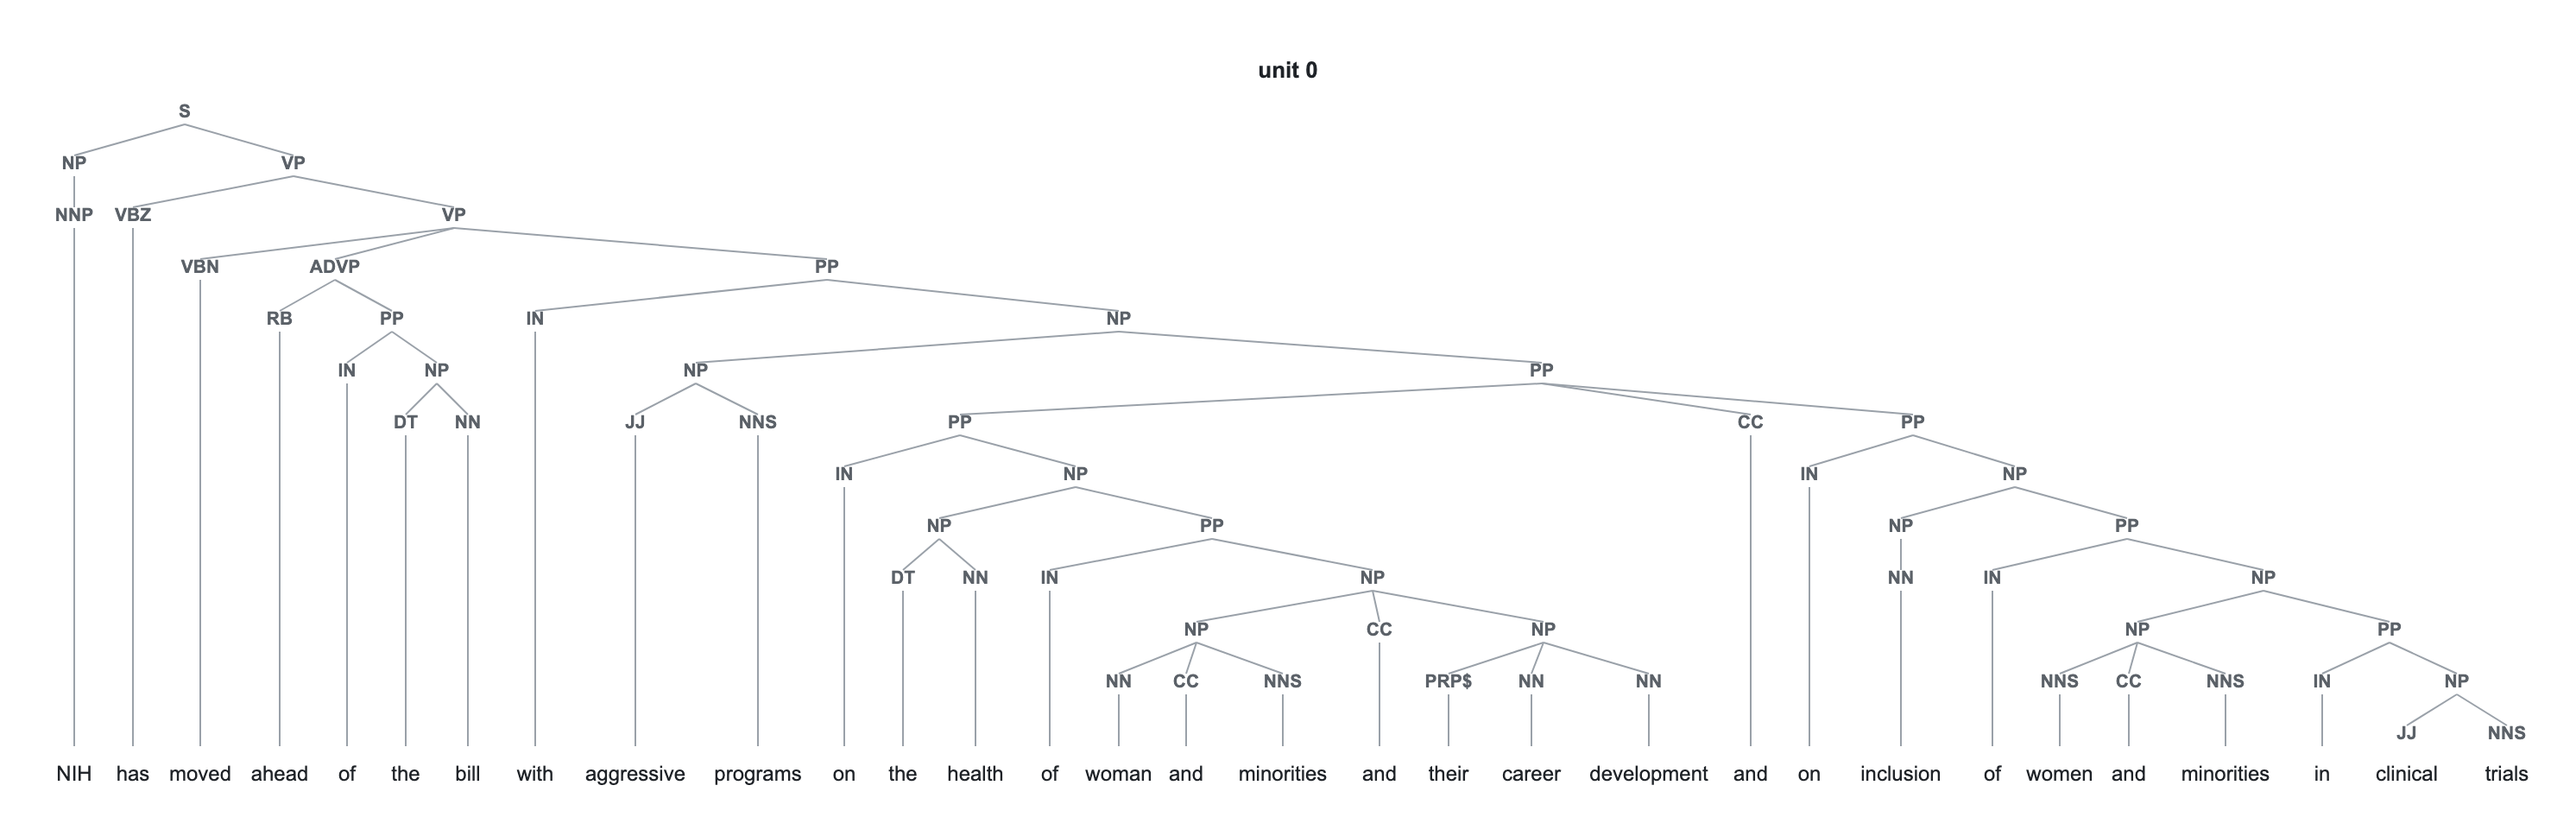 unit 0
S
NP VP
NNP VBZ VP
VBN ADVP PP
RB PP IN NP
IN NP NP PP
DT NN JJ NNS PP CC PP
IN NP IN NP
NP PP NP PP
DT NN IN NP NN IN NP
NP CC NP NP PP
NN CC NNS PRP$ NN NN NNS CC NNS IN NP
JJ NNS
NIH has moved ahead of the bill with aggressive programs on the health of woman and minorities and their career development and on inclusion of women and minorities in clinical trials